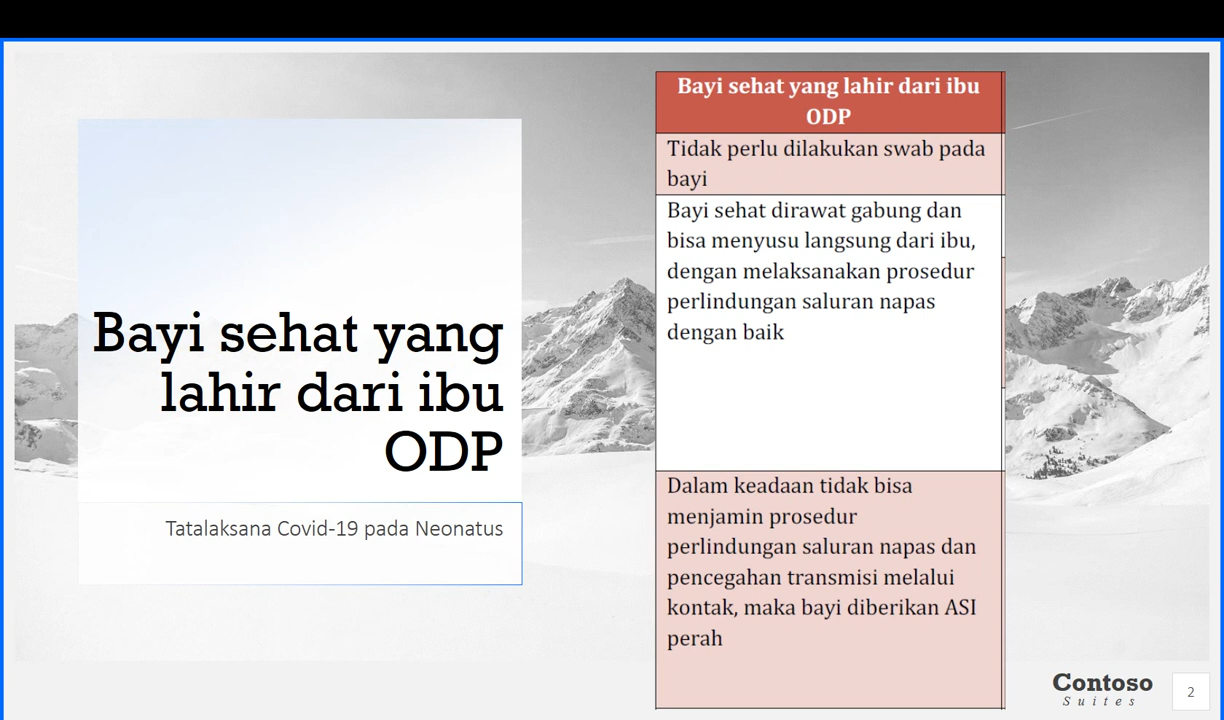 Bayi sehat yang
lahir dari ibu
ODP
Tatalaksana Covid-19 pada Neonatus
Bayi sehat yang lahir dari ibu
ODP
Tidak perlu dilakukan swab pada
bayi
Bayi sehat dirawat gabung dan
bisa menyusu langsung dari ibu,
dengan melaksanakan prosedur
perlindungan saluran napas
dengan baik
Dalam keadaan tidak bisa
menjamin prosedur
perlindungan saluran napas dan
pencegahan transmisi melalui
kontak, maka bayi diberikan ASI
perah
Contoso
Suites
2